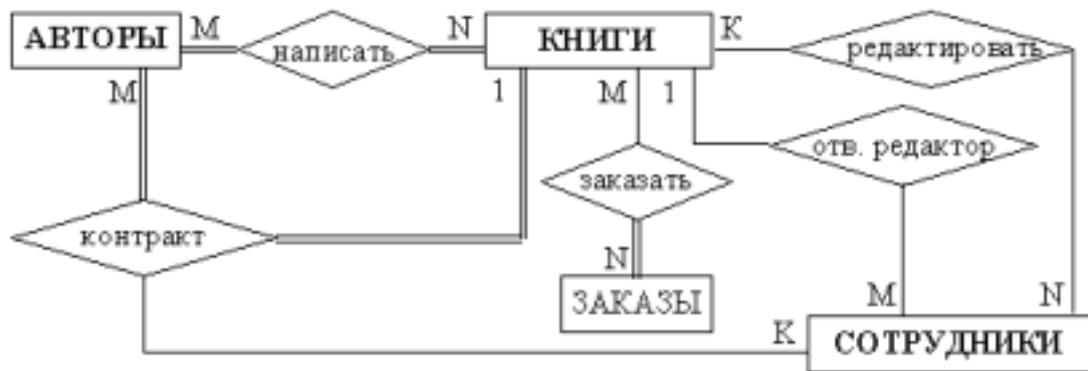 АВТОРЫ M написать N КНИГИ K редактировать
M 1 M 1
отв. редактор
заказать
контракт
N
ЗАКАЗЫ M N
K СОТРУДНИКИ